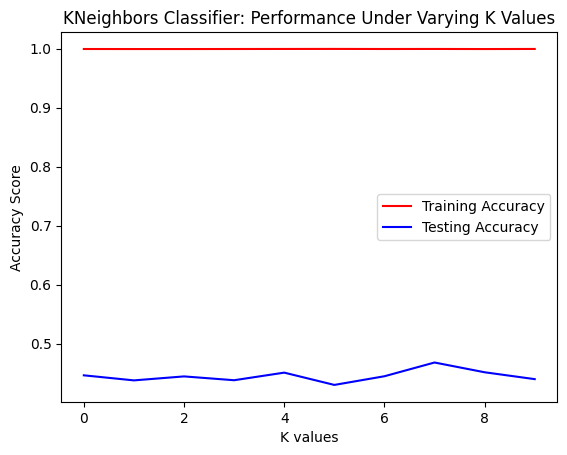 KNeighbors Classifier: Performance Under Varying K Values
1.0
0.9
0.8
0.7
0.6
0.5
Accuracy Score
Training Accuracy
Testing Accuracy
0 2 4 6 8
K values